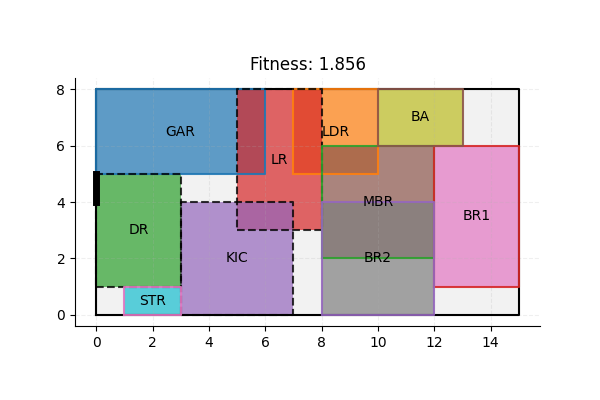 Fitness: 1.856
8
6
4
2
0
GAR
LR
LDR
BA
DR
KIC
MBR
BR1
BR2
STR
0 2 4 6 8 10 12 14